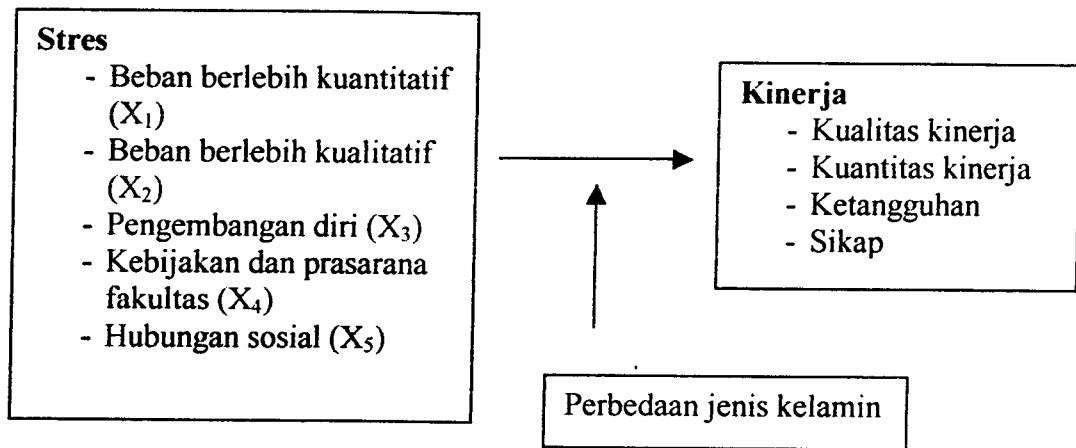 Stres
- Beban berlebih kuantitatif
(X₁)
- Beban berlebih kualitatif
(X₂)
- Pengembangan diri (X₃)
- Kebijakan dan prasarana
fakultas (X₄)
- Hubungan sosial (X₅)
Kinerja
- Kualitas kinerja
- Kuantitas kinerja
- Ketangguhan
- Sikap
Perbedaan jenis kelamin